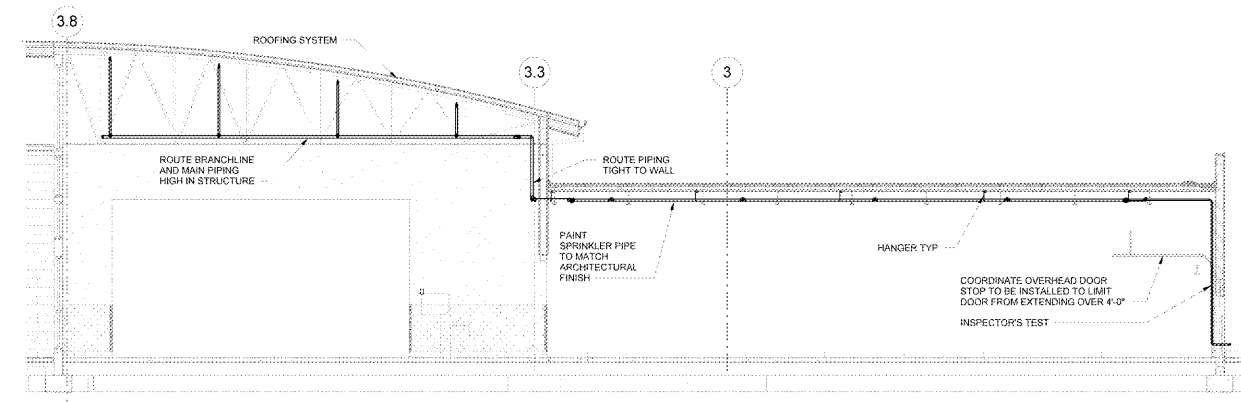 3.8
ROOFING SYSTEM
3.3
3
ROUTE BRANCHLINE
AND MAIN PIPING
HIGH IN STRUCTURE
ROUTE PIPING
TIGHT TO WALL
PAINT
SPRINKLER PIPE
TO MATCH
ARCHITECTURAL
FINISH
HANGER TYP
COORDINATE OVERHEAD DOOR
STOP TO BE INSTALLED TO LIMIT
DOOR FROM EXTENDING OVER 4'-0"
INSPECTOR'S TEST